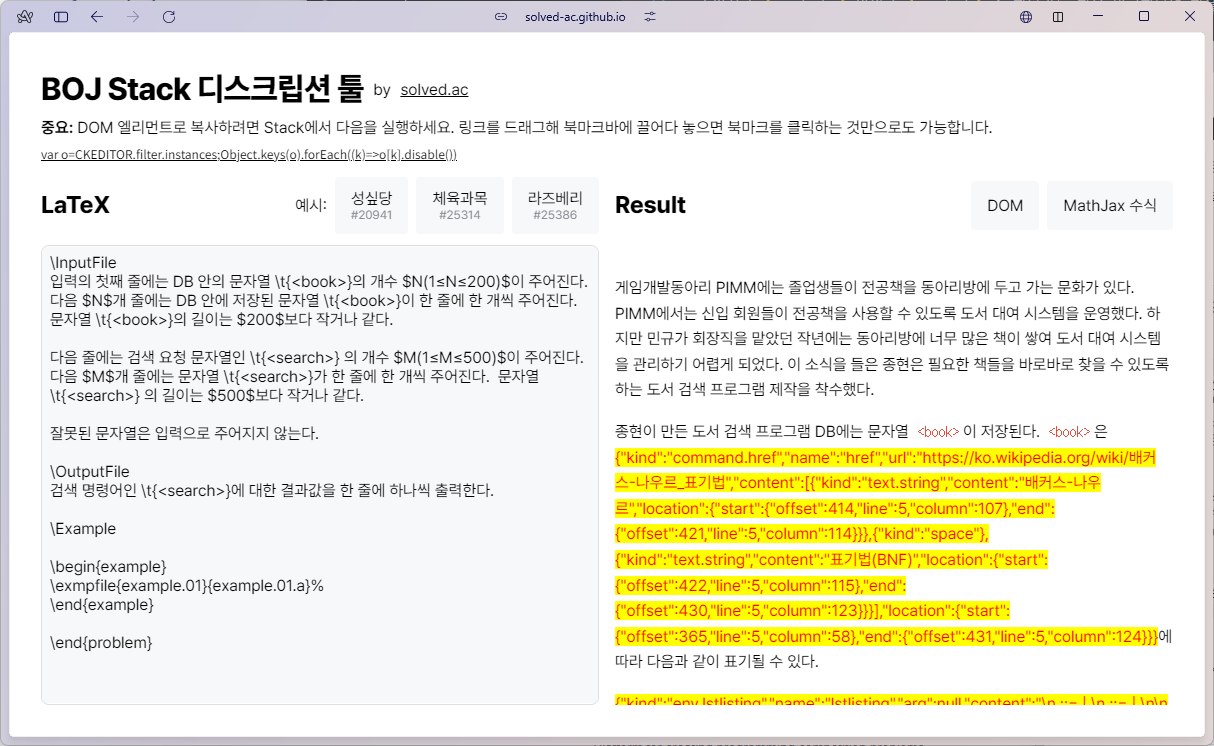 solved-ac.github.io
BOJ Stack 디스크립션 툴 by solved.ac
중요: DOM 엘리먼트로 복사하려면 Stack에서 다음을 실행하세요. 링크를 드래그해 북마크바에 끌어다 놓으면 북마크를 클릭하는 것만으로도 가능합니다.
var o=CKEDITOR.filter.instances;Object.keys(o).forEach((k)=>o[k].disable())
LaTeX
예시:
성싶당
#20941
체육과목
#25314
라즈베리
#25386
\InputFile
입력의 첫째 줄에는 DB 안의 문자열 \t{<book>}의 개수 $N(1≤N≤200)$이 주어진다.
다음 $N$개 줄에는 DB 안에 저장된 문자열 \t{<book>}이 한 줄에 한 개씩 주어진다.
문자열 \t{<book>}의 길이는 $200$보다 작거나 같다.
다음 줄에는 검색 요청 문자열인 \t{<search>} 의 개수 $M(1≤M≤500)$이 주어진다.
다음 $M$개 줄에는 문자열 \t{<search>}가 한 줄에 한 개씩 주어진다.  문자열
\t{<search>} 의 길이는 $500$보다 작거나 같다.
잘못된 문자열은 입력으로 주어지지 않는다.
\OutputFile
검색 명령어인 \t{<search>}에 대한 결과값을 한 줄에 하나씩 출력한다.
\Example
\begin{example}
\exmpfile{example.01}{example.01.a}%
\end{example}
\end{problem}
Result
DOM
MathJax 수식
게임개발동아리 PIMM에는 졸업생들이 전공책을 동아리방에 두고 가는 문화가 있다.
PIMM에서는 신입 회원들이 전공책을 사용할 수 있도록 도서 대여 시스템을 운영했다. 하
지만 민규가 회장직을 맡았던 작년에는 동아리방에 너무 많은 책이 쌓여 도서 대여 시스템
을 관리하기 어렵게 되었다. 이 소식을 들은 종현은 필요한 책들을 바로바로 찾을 수 있도록
하는 도서 검색 프로그램 제작을 착수했다.
종현이 만든 도서 검색 프로그램 DB에는 문자열 <book> 이 저장된다. <book> 은
{"kind":"command.href","name":"href","url":"https://ko.wikipedia.org/wiki/배커
스-나우르_표기법","content":[{"kind":"text.string","content":"배커스-나우
르","location":{"start":{"offset":414,"line":5,"column":107},"end":
{"offset":421,"line":5,"column":114}}},{"kind":"space"},
{"kind":"text.string","content":"표기법(BNF)","location":{"start":
{"offset":422,"line":5,"column":115},"end":
{"offset":430,"line":5,"column":123}}}],"location":{"start":
{"offset":365,"line":5,"column":58},"end":{"offset":431,"line":5,"column":124}}}에
따라 다음과 같이 표기될 수 있다.
{"kind":"env.lstlisting","name":"lstlisting","arg":null,"content":"\n ::= | \n ::= | \n\n